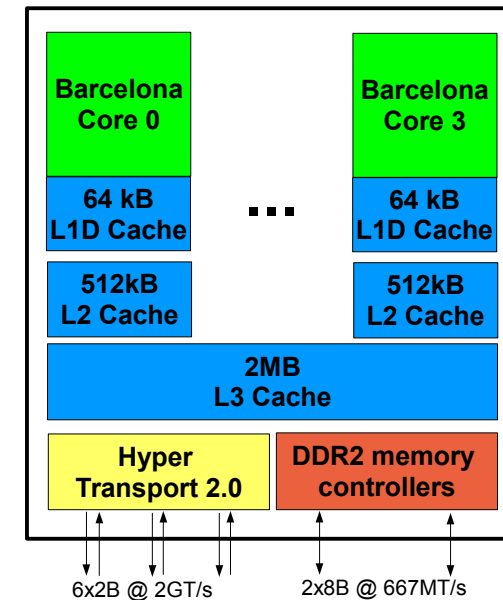 Barcelona
Core 0
Barcelona
Core 3
64 kB
L1D Cache
...
64 kB
L1D Cache
512kB
L2 Cache
512kB
L2 Cache
2MB
L3 Cache
Hyper
Transport 2.0
DDR2 memory
controllers
6x2B @ 2GT/s
2x8B @ 667MT/s